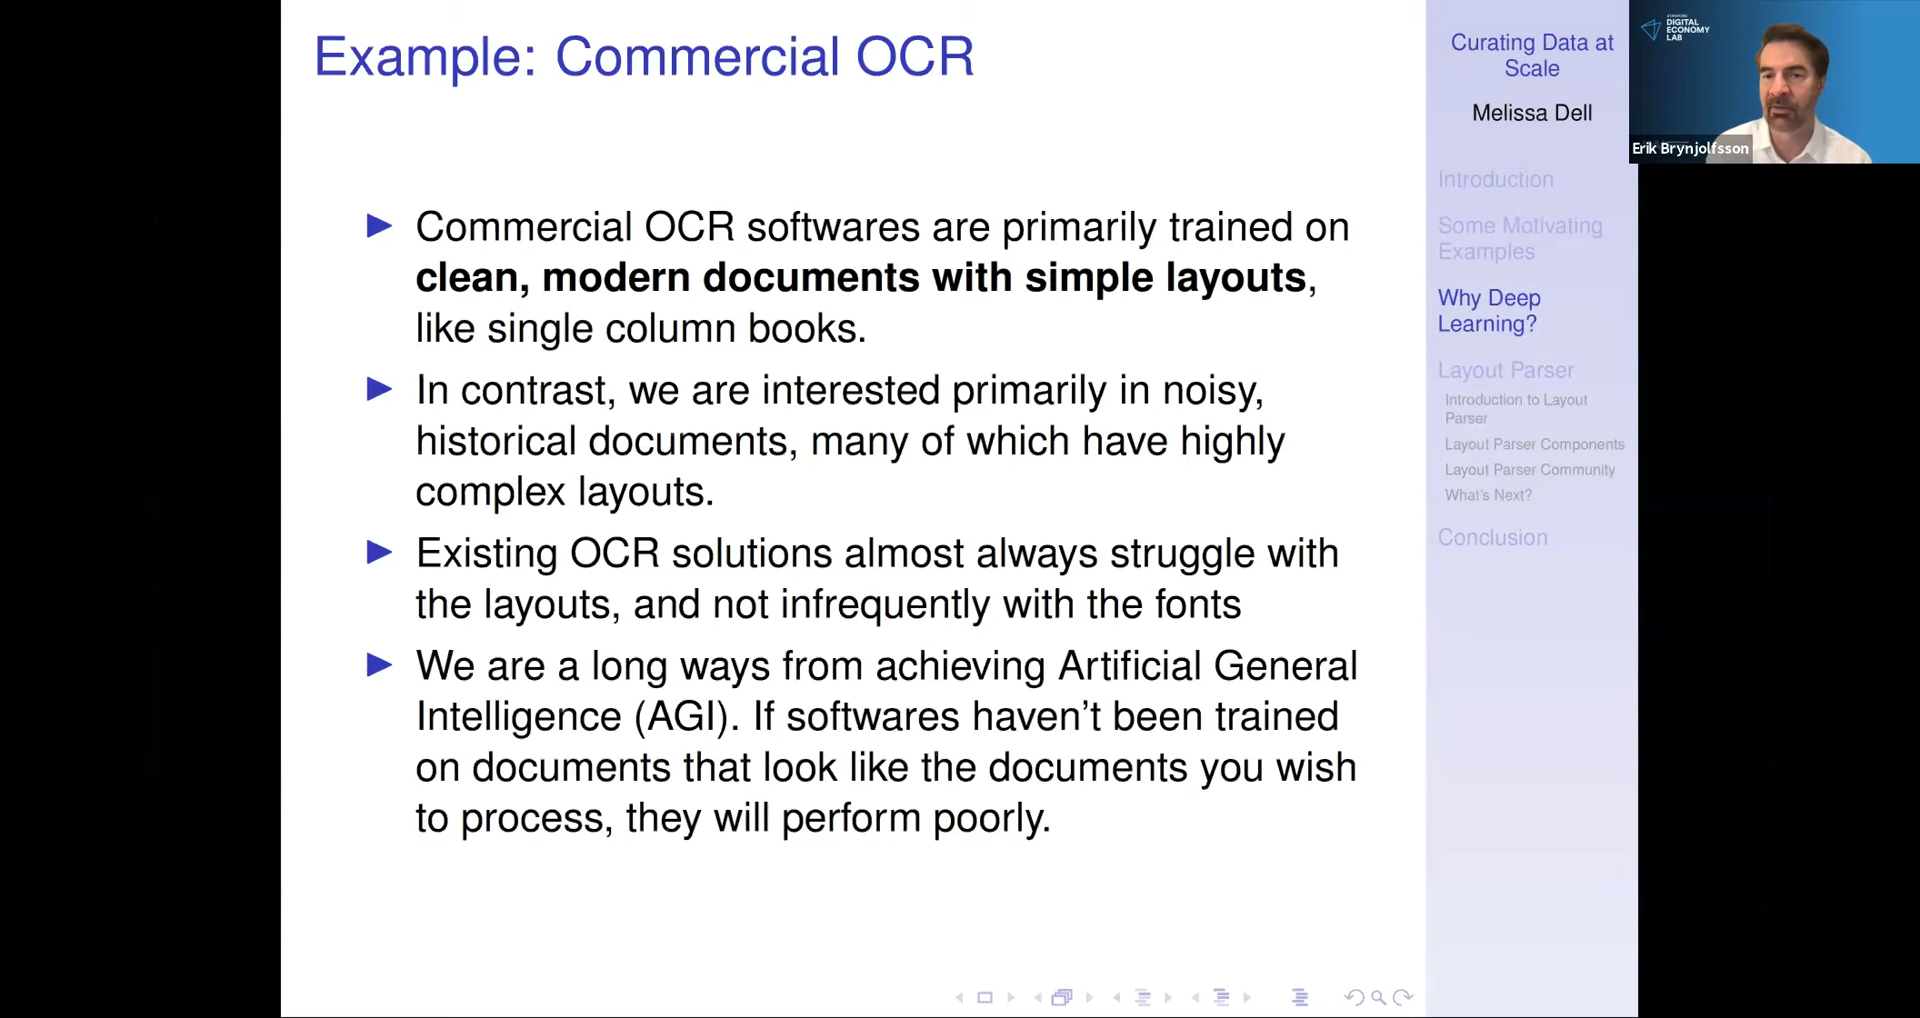 Example: Commercial OCR
Commercial OCR softwares are primarily trained on
clean, modern documents with simple layouts,
like single column books.
In contrast, we are interested primarily in noisy,
historical documents, many of which have highly
complex layouts.
Existing OCR solutions almost always struggle with
the layouts, and not infrequently with the fonts
We are a long ways from achieving Artificial General
Intelligence (AGI). If softwares haven't been trained
on documents that look like the documents you wish
to process, they will perform poorly.
Curating Data at
Scale
Melissa Dell
Introduction
Some Motivating
Examples
Why Deep
Learning?
Layout Parser
Introduction to Layout
Parser
Layout Parser Components
Layout Parser Community
What's Next?
Conclusion
STANFORD
DIGITAL
ECONOMY
LAB
Erik Brynjolfsson